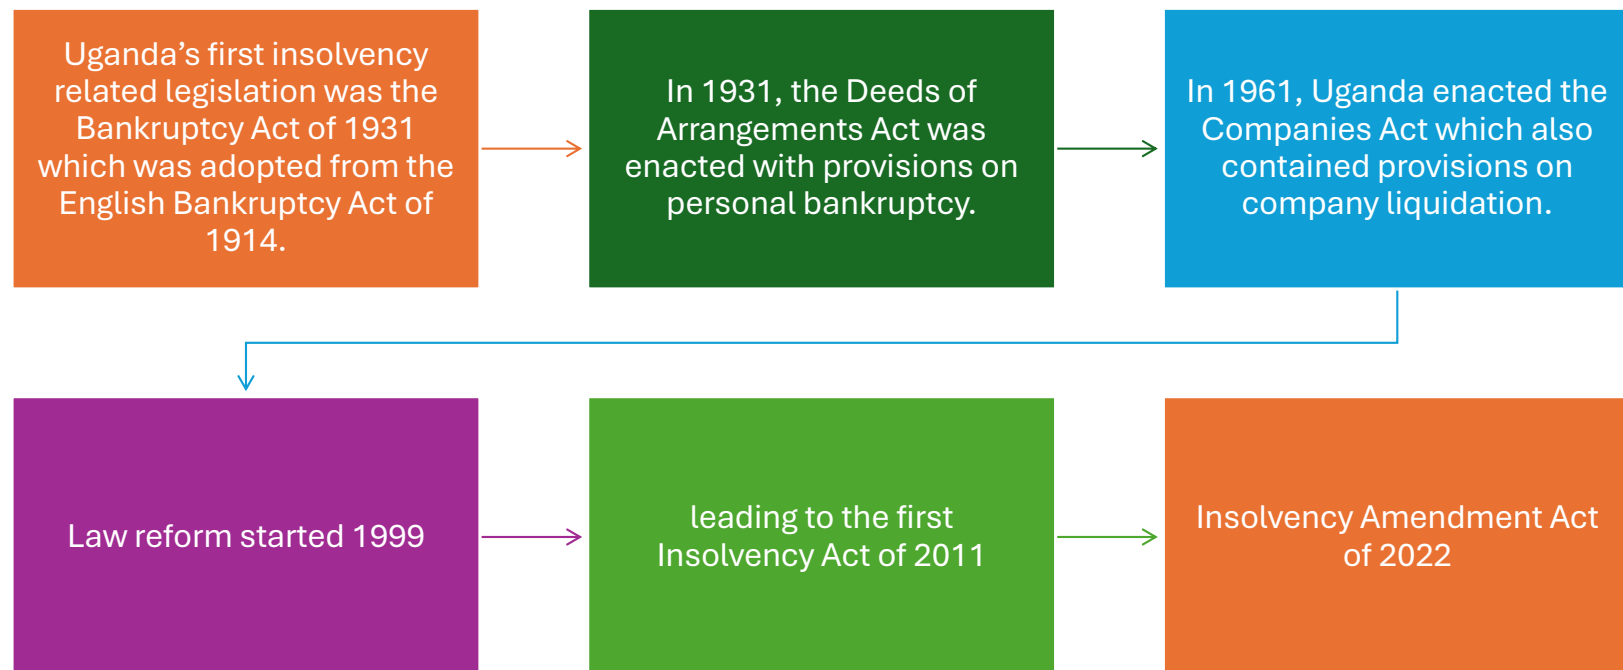 Uganda’s first insolvency
related legislation was the
Bankruptcy Act of 1931
which was adopted from the
English Bankruptcy Act of
1914.
In 1931, the Deeds of
Arrangements Act was
enacted with provisions on
personal bankruptcy.
In 1961, Uganda enacted the
Companies Act which also
contained provisions on
company liquidation.
Law reform started 1999
leading to the first
Insolvency Act of 2011
Insolvency Amendment Act
of 2022